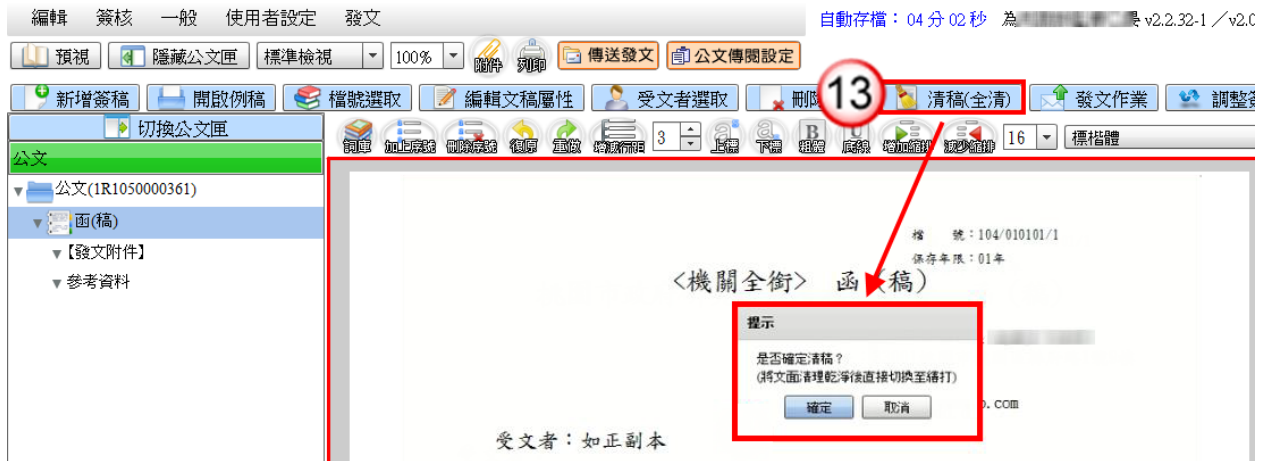 編輯 簽核 一般 使用者設定 發文 自動存檔：04 分 02 秒 為 v2.2.32-1／v2.0
預視 隱藏公文匣 標準檢視 100% 附件 列印 傳送發文 公文傳閱設定
新增簽稿 開啟例稿 檔號選取 編輯文稿屬性 受文者選取 刪除 13 清稿(全清) 發文作業 調整簽
切換公文匣
詞庫 加上序號 刪除序號 復原 重做 增減行距 3 上標 下標 粗體 底線 增加縮排 減少縮排 16 標楷體
公文
公文(1R1050000361)
函(稿)
【發文附件】
參考資料
檔 號：104/010101/1
保存年限：01年
<機關全銜> 函（稿）
提示
是否確定清稿？
(將文面清理乾淨後直接切換至繕打)
確定 取消
.com
受文者：如正副本